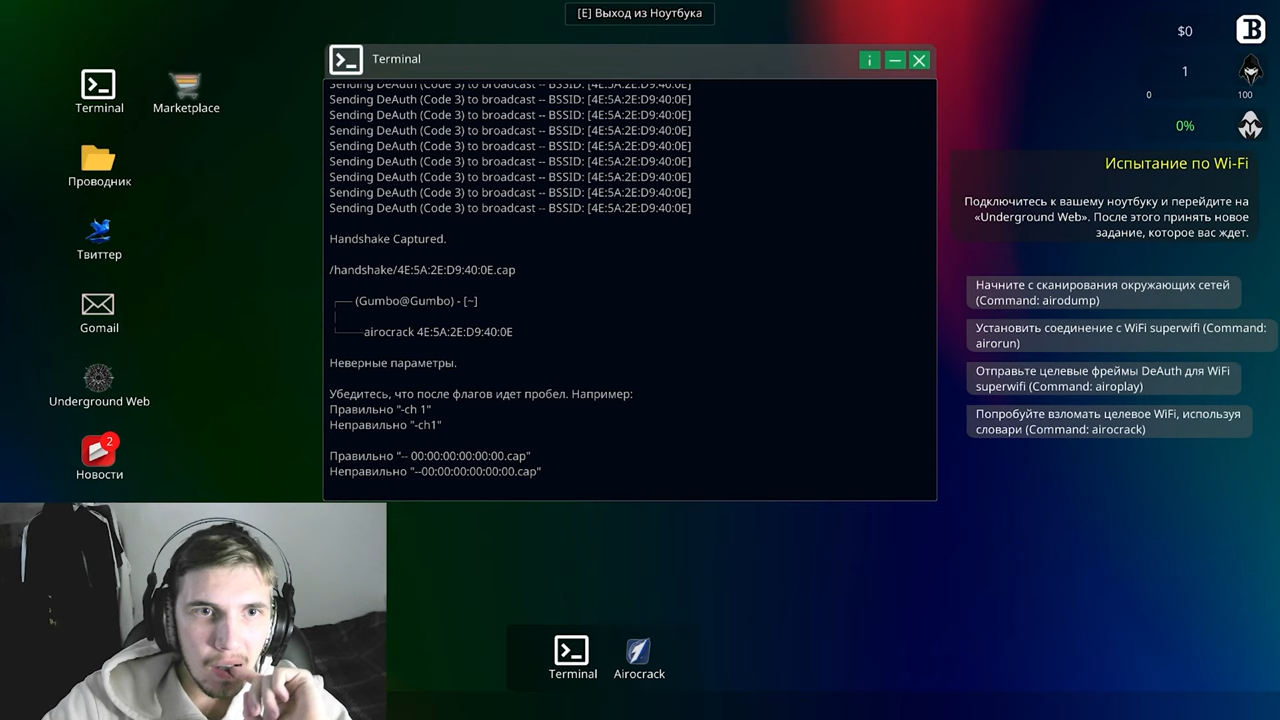 [E] Выход из Ноутбука
$0
B
1
0
100
0%
Terminal
Marketplace
Проводник
Твиттер
Gomail
Underground Web
2
Новости
Terminal
Sending DeAuth (Code 3) to broadcast -- BSSID: [4E:5A:2E:D9:40:0E]
Sending DeAuth (Code 3) to broadcast -- BSSID: [4E:5A:2E:D9:40:0E]
Sending DeAuth (Code 3) to broadcast -- BSSID: [4E:5A:2E:D9:40:0E]
Sending DeAuth (Code 3) to broadcast -- BSSID: [4E:5A:2E:D9:40:0E]
Sending DeAuth (Code 3) to broadcast -- BSSID: [4E:5A:2E:D9:40:0E]
Sending DeAuth (Code 3) to broadcast -- BSSID: [4E:5A:2E:D9:40:0E]
Sending DeAuth (Code 3) to broadcast -- BSSID: [4E:5A:2E:D9:40:0E]
Sending DeAuth (Code 3) to broadcast -- BSSID: [4E:5A:2E:D9:40:0E]
Sending DeAuth (Code 3) to broadcast -- BSSID: [4E:5A:2E:D9:40:0E]
Handshake Captured.
/handshake/4E:5A:2E:D9:40:0E.cap
(Gumbo@Gumbo) - [~]
airocrack 4E:5A:2E:D9:40:0E
Неверные параметры.
Убедитесь, что после флагов идет пробел. Например:
Правильно "-ch 1"
Неправильно "-ch1"
Правильно "-- 00:00:00:00:00:00.cap"
Неправильно "--00:00:00:00:00:00.cap"
Испытание по Wi-Fi
Подключитесь к вашему ноутбуку и перейдите на
«Underground Web». После этого принять новое
задание, которое вас ждет.
Начните с сканирования окружающих сетей
(Command: airodump)
Установить соединение с WiFi superwifi (Command:
airorun)
Отправьте целевые фреймы DeAuth для WiFi
superwifi (Command: airoplay)
Попробуйте взломать целевое WiFi, используя
словари (Command: airocrack)
Terminal
Airocrack